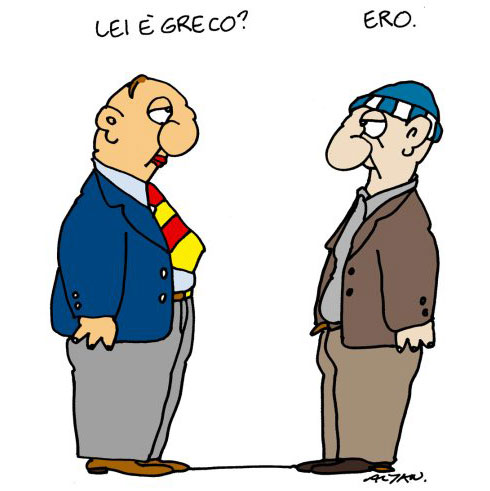 LEI È GRECO?
ERO.
ALTAN.